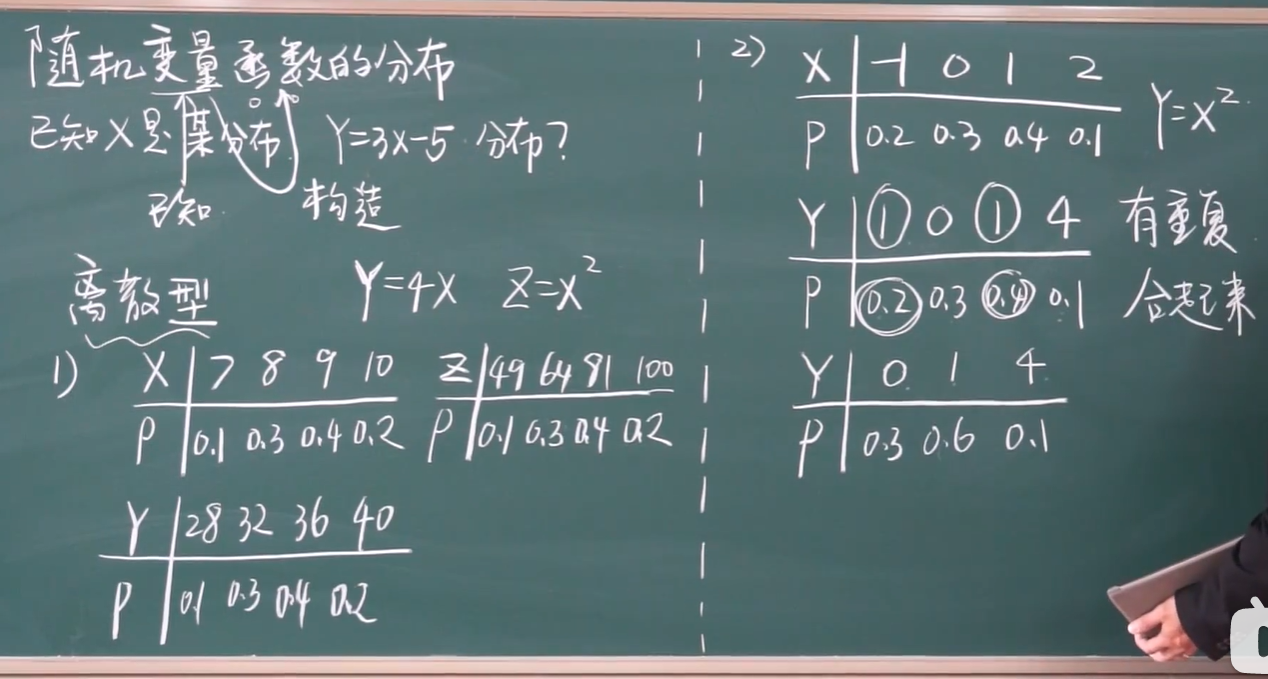 随机变量函数的分布
已知X是某分布 Y=3X-5 分布?
已知 构造
离散型 Y=4X Z=X²
1) X 7 8 9 10
P 0.1 0.3 0.4 0.2
Z 49 64 81 100
P 0.1 0.3 0.4 0.2
Y 28 32 36 40
P 0.1 0.3 0.4 0.2
2) X -1 0 1 2
P 0.2 0.3 0.4 0.1
Y=X²
Y ① 0 ① 4 有重复
P 0.2 0.3 0.4 0.1 合起来
Y 0 1 4
P 0.3 0.6 0.1